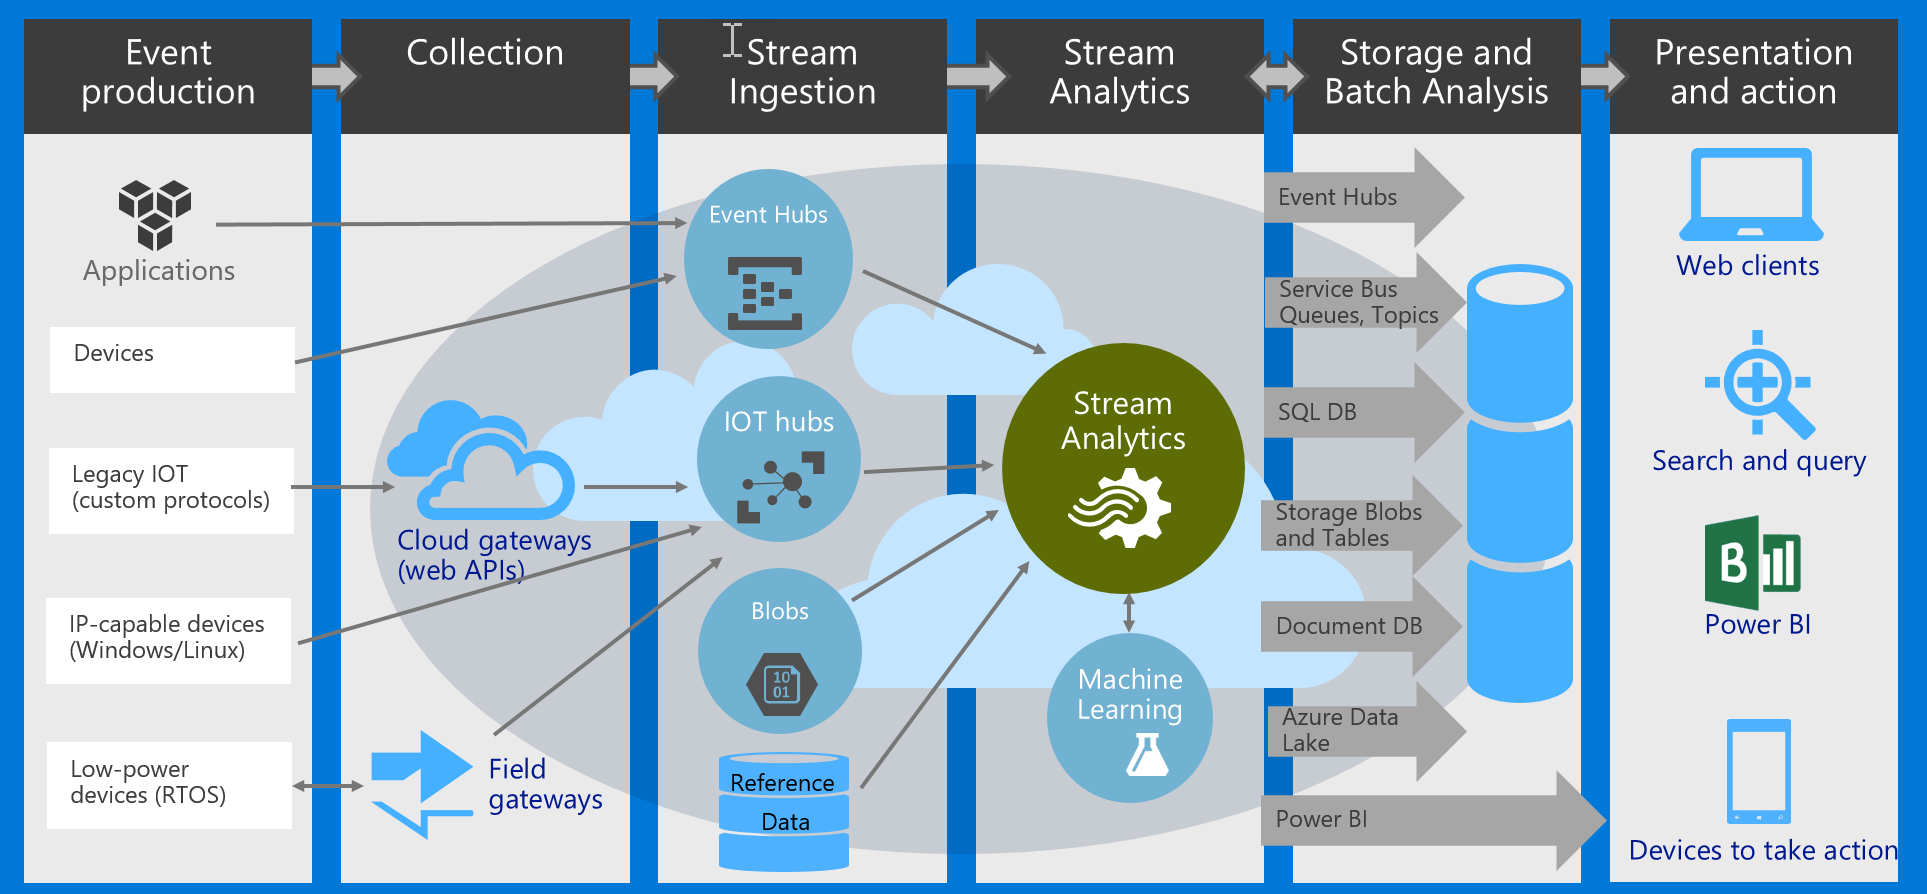 Event
production
Collection
Stream
Ingestion
Stream
Analytics
Storage and
Batch Analysis
Presentation
and action
Applications
Devices
Legacy IOT
(custom protocols)
IP-capable devices
(Windows/Linux)
Low-power
devices (RTOS)
Cloud gateways
(web APIs)
Field
gateways
Event Hubs
IOT hubs
Blobs
10
01
Reference
Data
Stream
Analytics
Machine
Learning
Event Hubs
Service Bus
Queues, Topics
SQL DB
Storage Blobs
and Tables
Document DB
Azure Data
Lake
Power BI
Web clients
Search and query
B
Power BI
Devices to take action